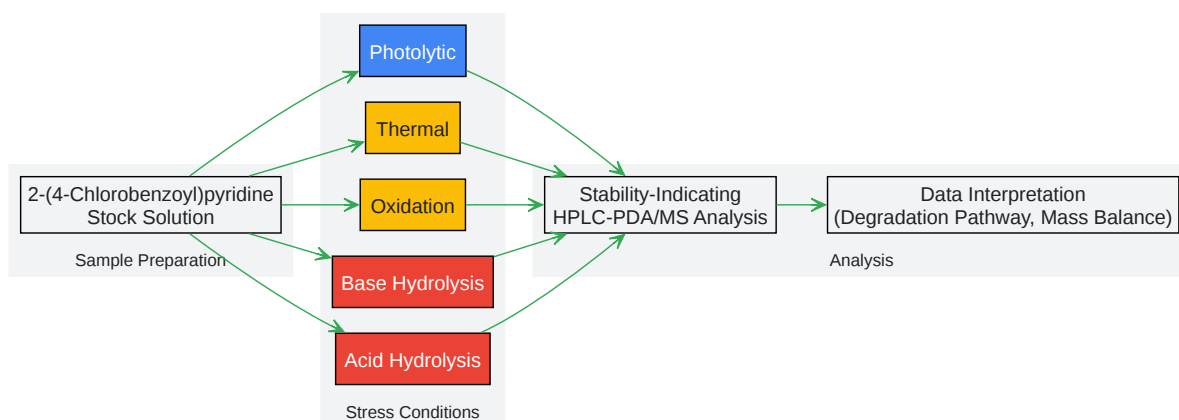 Photolytic
Thermal
2-(4-Chlorobenzoyl)pyridine
Stock Solution
Oxidation
Stability-Indicating
HPLC-PDA/MS Analysis
Data Interpretation
(Degradation Pathway, Mass Balance)
Sample Preparation
Analysis
Base Hydrolysis
Acid Hydrolysis
Stress Conditions